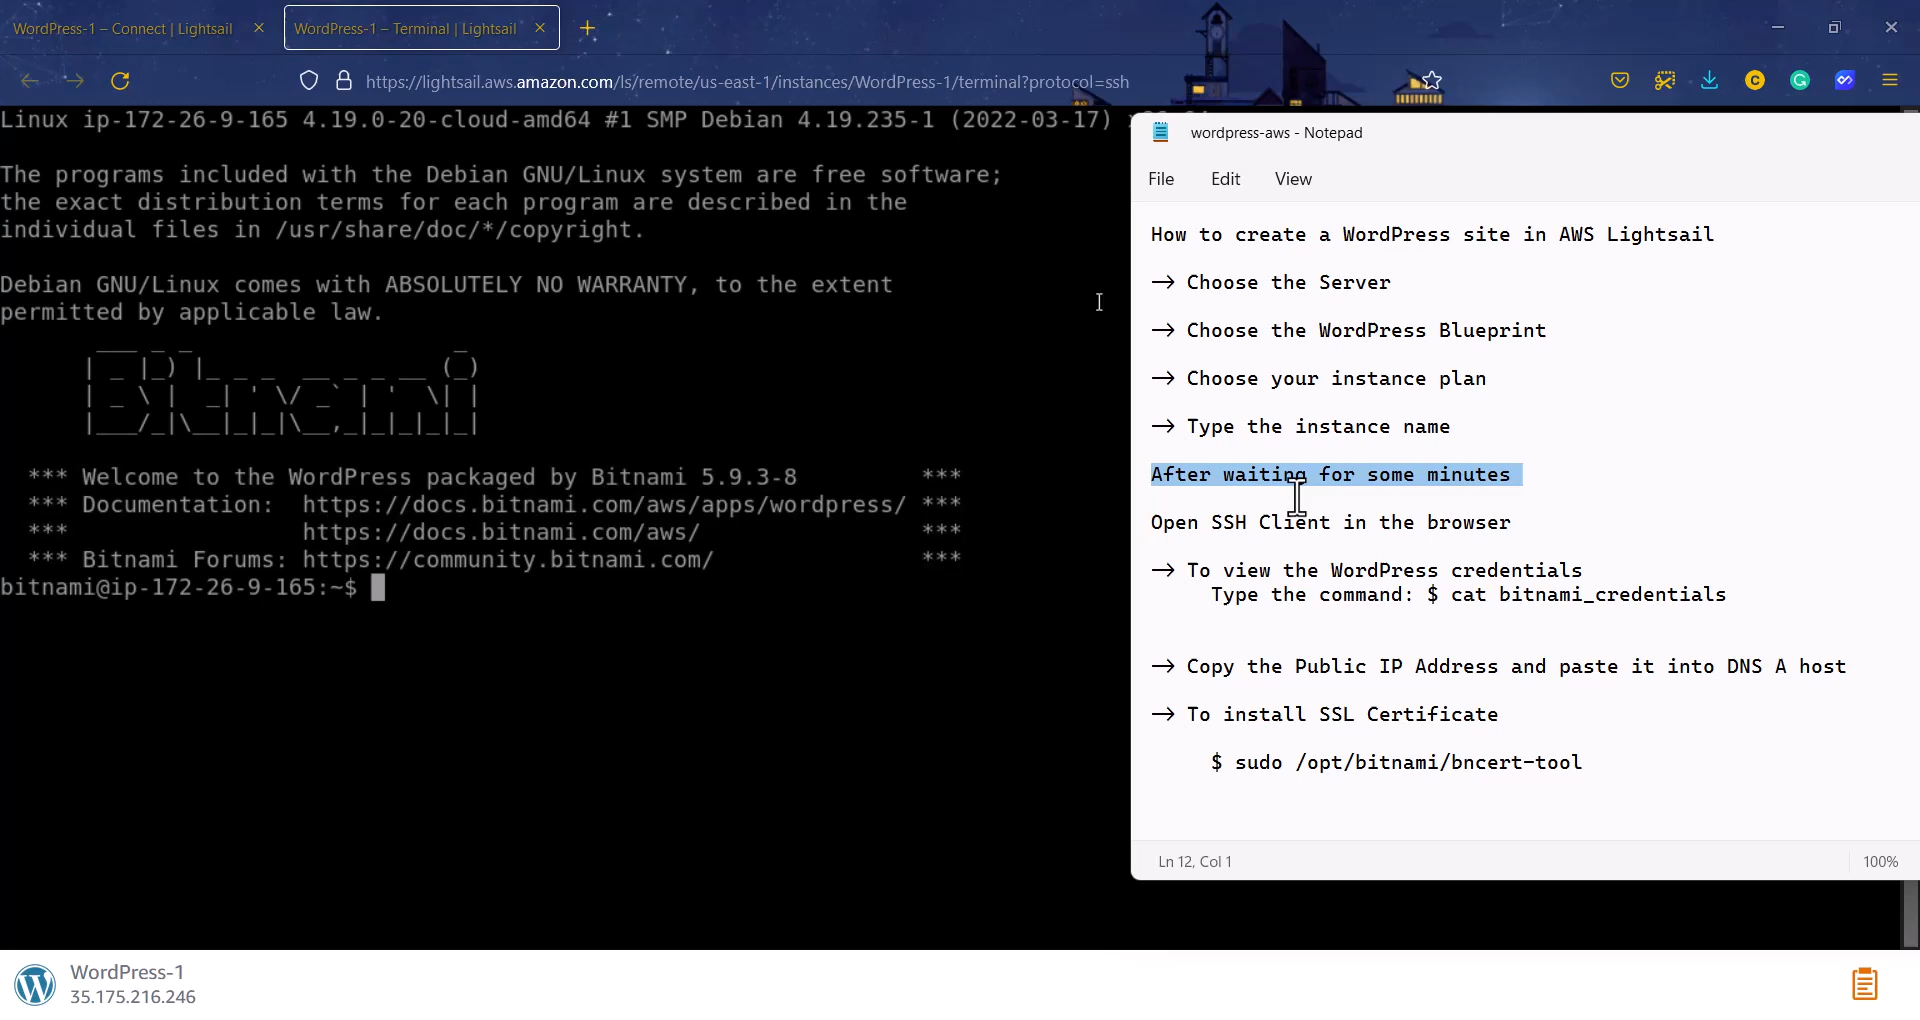 WordPress-1 – Connect | Lightsail
WordPress-1 – Terminal | Lightsail
https://lightsail.aws.amazon.com/ls/remote/us-east-1/instances/WordPress-1/terminal?protocol=ssh
Linux ip-172-26-9-165 4.19.0-20-cloud-amd64 #1 SMP Debian 4.19.235-1 (2022-03-17)
The programs included with the Debian GNU/Linux system are free software;
the exact distribution terms for each program are described in the
individual files in /usr/share/doc/*/copyright.
Debian GNU/Linux comes with ABSOLUTELY NO WARRANTY, to the extent
permitted by applicable law.
Bitnami
*** Welcome to the WordPress packaged by Bitnami 5.9.3-8 ***
*** Documentation: https://docs.bitnami.com/aws/apps/wordpress/ ***
*** https://docs.bitnami.com/aws/ ***
*** Bitnami Forums: https://community.bitnami.com/ ***
bitnami@ip-172-26-9-165:~$
wordpress-aws - Notepad
File Edit View
How to create a WordPress site in AWS Lightsail
→ Choose the Server
→ Choose the WordPress Blueprint
→ Choose your instance plan
→ Type the instance name
After waiting for some minutes
Open SSH Client in the browser
→ To view the WordPress credentials
Type the command: $ cat bitnami_credentials
→ Copy the Public IP Address and paste it into DNS A host
→ To install SSL Certificate
$ sudo /opt/bitnami/bncert-tool
Ln 12, Col 1
100%
WordPress-1
35.175.216.246